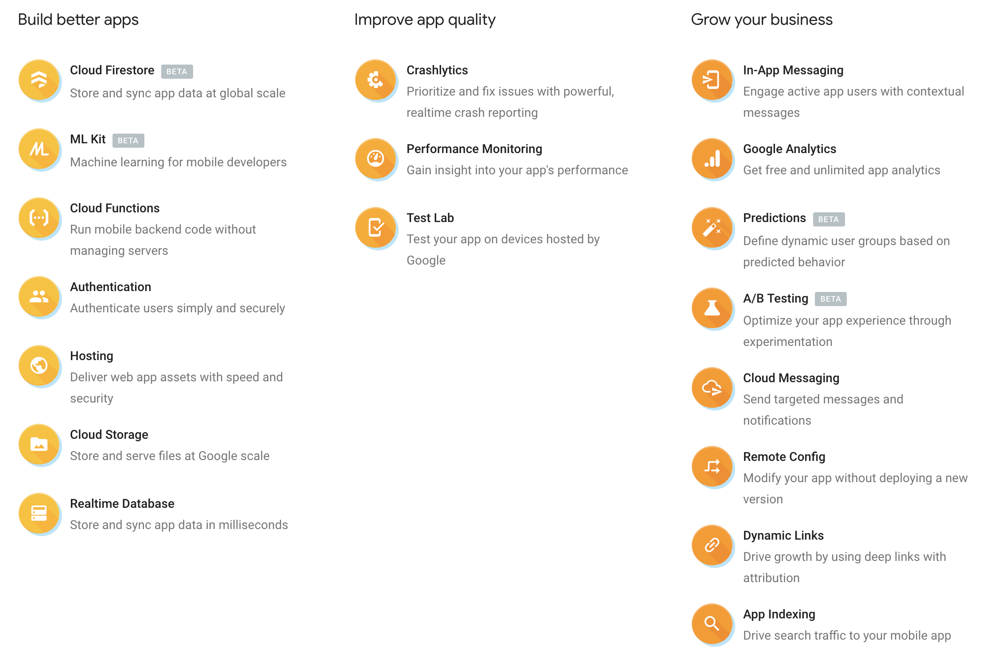 Build better apps
Cloud Firestore BETA
Store and sync app data at global scale
ML Kit BETA
Machine learning for mobile developers
Cloud Functions
Run mobile backend code without
managing servers
Authentication
Authenticate users simply and securely
Hosting
Deliver web app assets with speed and
security
Cloud Storage
Store and serve files at Google scale
Realtime Database
Store and sync app data in milliseconds
Improve app quality
Crashlytics
Prioritize and fix issues with powerful,
realtime crash reporting
Performance Monitoring
Gain insight into your app's performance
Test Lab
Test your app on devices hosted by
Google
Grow your business
In-App Messaging
Engage active app users with contextual
messages
Google Analytics
Get free and unlimited app analytics
Predictions BETA
Define dynamic user groups based on
predicted behavior
A/B Testing BETA
Optimize your app experience through
experimentation
Cloud Messaging
Send targeted messages and
notifications
Remote Config
Modify your app without deploying a new
version
Dynamic Links
Drive growth by using deep links with
attribution
App Indexing
Drive search traffic to your mobile app